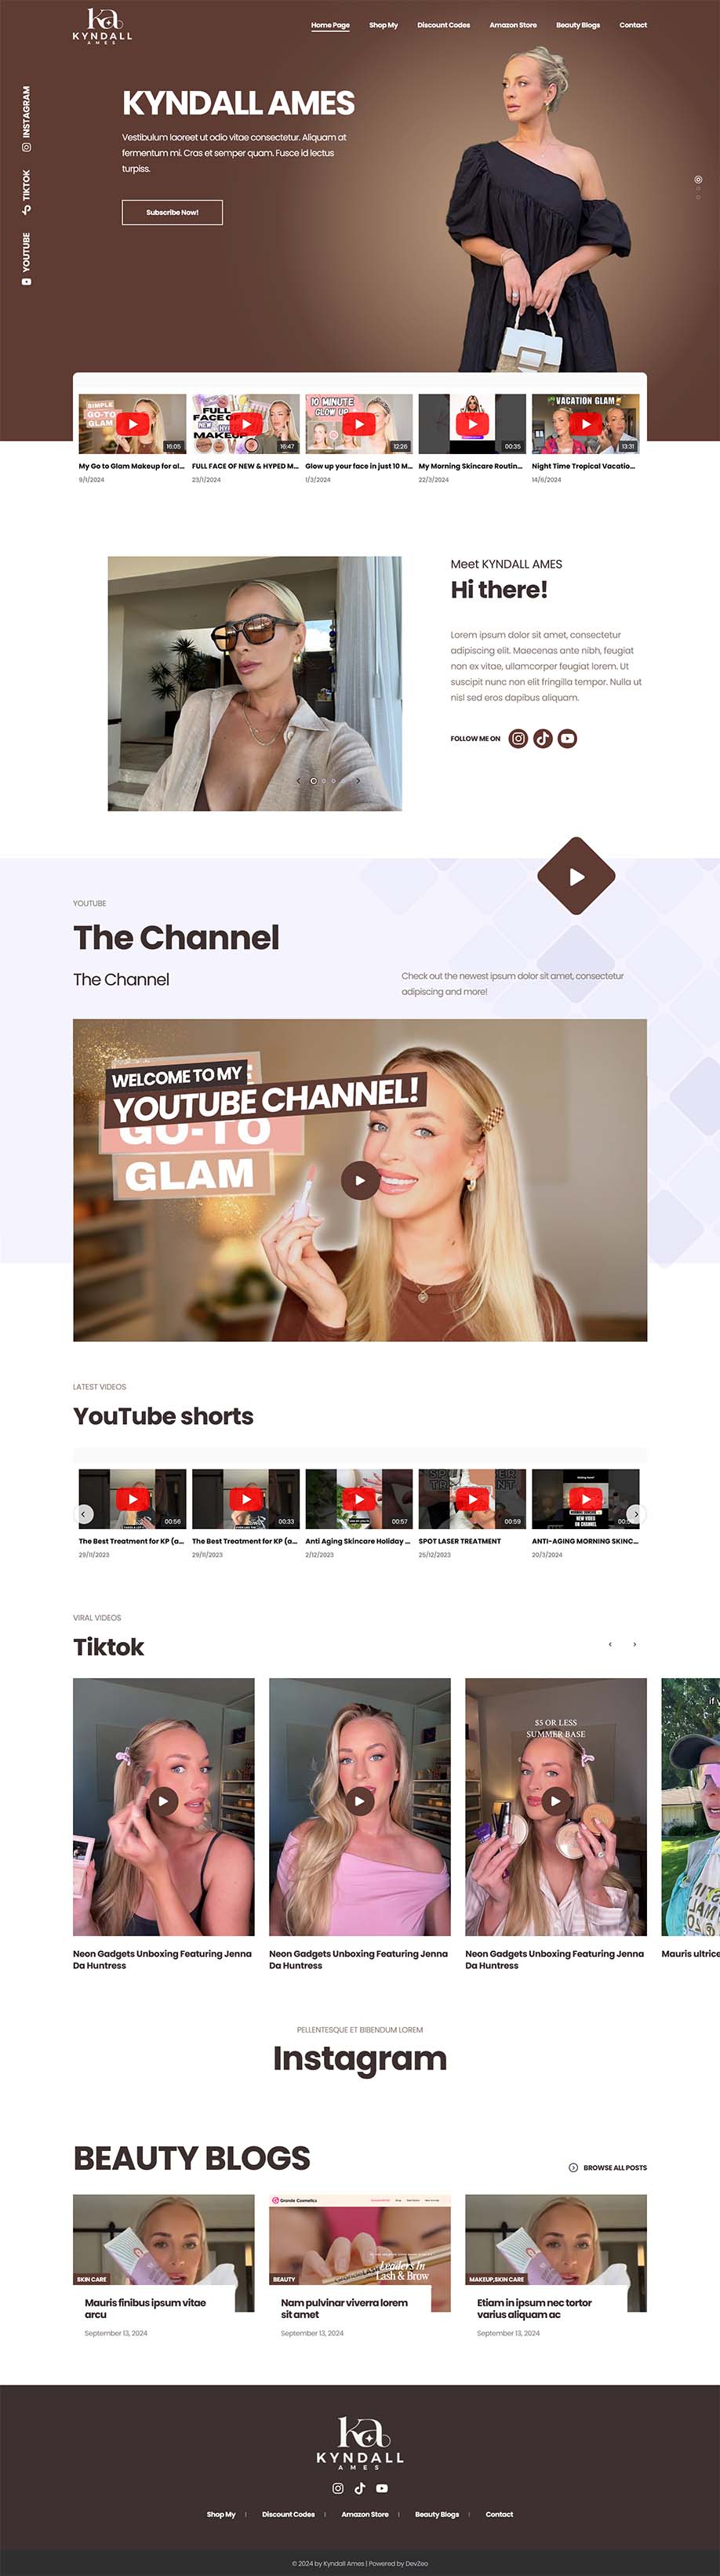 ka
KYNDALL
AMES
Home Page
Shop My
Discount Codes
Amazon Store
Beauty Blogs
Contact
INSTAGRAM
TIKTOK
YOUTUBE
KYNDALL AMES
Vestibulum laoreet ut odio vitae consectetur. Aliquam at
fermentum mi. Cras et semper quam. Fusce id lectus
turpiss.
Subscribe Now!
SIMPLE
GO-TO
GLAM
16:05
FULL
FACE OF
NEW
HYPED
MAKEUP
16:47
10 MINUTE
GLOW UP
12:26
00:35
VACATION GLAM
13:31
My Go to Glam Makeup for al...
FULL FACE OF NEW & HYPED M...
Glow up your face in just 10 M...
My Morning Skincare Routin...
Night Time Tropical Vacatio...
9/1/2024
23/1/2024
1/3/2024
22/3/2024
14/6/2024
Meet KYNDALL AMES
Hi there!
Lorem ipsum dolor sit amet, consectetur
adipiscing elit. Maecenas ante nibh, feugiat
non ex vitae, ullamcorper feugiat lorem. Ut
suscipit nunc non elit fringilla tempor. Nulla ut
nisl sed eros dapibus aliquam.
FOLLOW ME ON
YOUTUBE
The Channel
The Channel
Check out the newest ipsum dolor sit amet, consectetur
adipiscing and more!
WELCOME TO MY
YOUTUBE CHANNEL!
GO-TO
GLAM
LATEST VIDEOS
YouTube shorts
00:56
00:33
00:57
00:59
The Best Treatment for KP (a...
The Best Treatment for KP (a...
Anti Aging Skincare Holiday ...
SPOT LASER TREATMENT
ANTI-AGING MORNING SKINC...
29/11/2023
29/11/2023
2/12/2023
25/12/2023
20/3/2024
VIRAL VIDEOS
Tiktok
$5 OR LESS
SUMMER BASE
Neon Gadgets Unboxing Featuring Jenna
Da Huntress
Neon Gadgets Unboxing Featuring Jenna
Da Huntress
Neon Gadgets Unboxing Featuring Jenna
Da Huntress
Mauris ultrice
PELLENTESQUE ET BIBENDUM LOREM
Instagram
BEAUTY BLOGS
BROWSE ALL POSTS
SKIN CARE
Mauris finibus ipsum vitae
arcu
September 13, 2024
Grande Cosmetics
Leaders In
Lash & Brow
BEAUTY
Nam pulvinar viverra lorem
sit amet
September 13, 2024
MAKEUP,SKIN CARE
Etiam in ipsum nec tortor
varius aliquam ac
September 13, 2024
ka
KYNDALL
AMES
Shop My
Discount Codes
Amazon Store
Beauty Blogs
Contact
© 2024 by Kyndall Ames | Powered by DevZeo